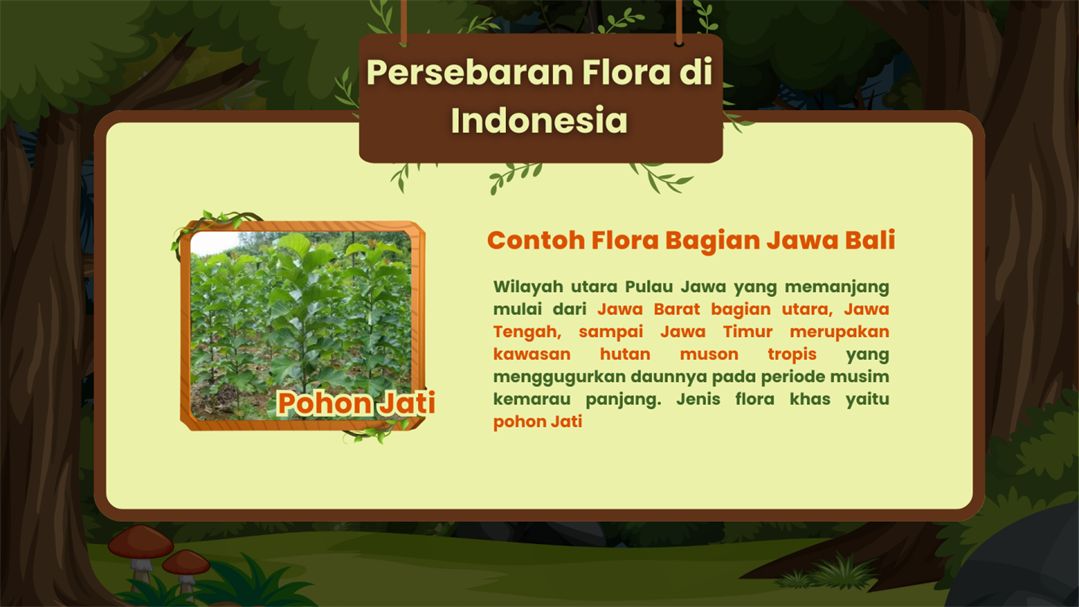 Persebaran Flora di
Indonesia
Contoh Flora Bagian Jawa Bali
Wilayah utara Pulau Jawa yang memanjang
mulai dari Jawa Barat bagian utara, Jawa
Tengah, sampai Jawa Timur merupakan
kawasan hutan muson tropis yang
menggugurkan daunnya pada periode musim
kemarau panjang. Jenis flora khas yaitu
pohon Jati
Pohon Jati